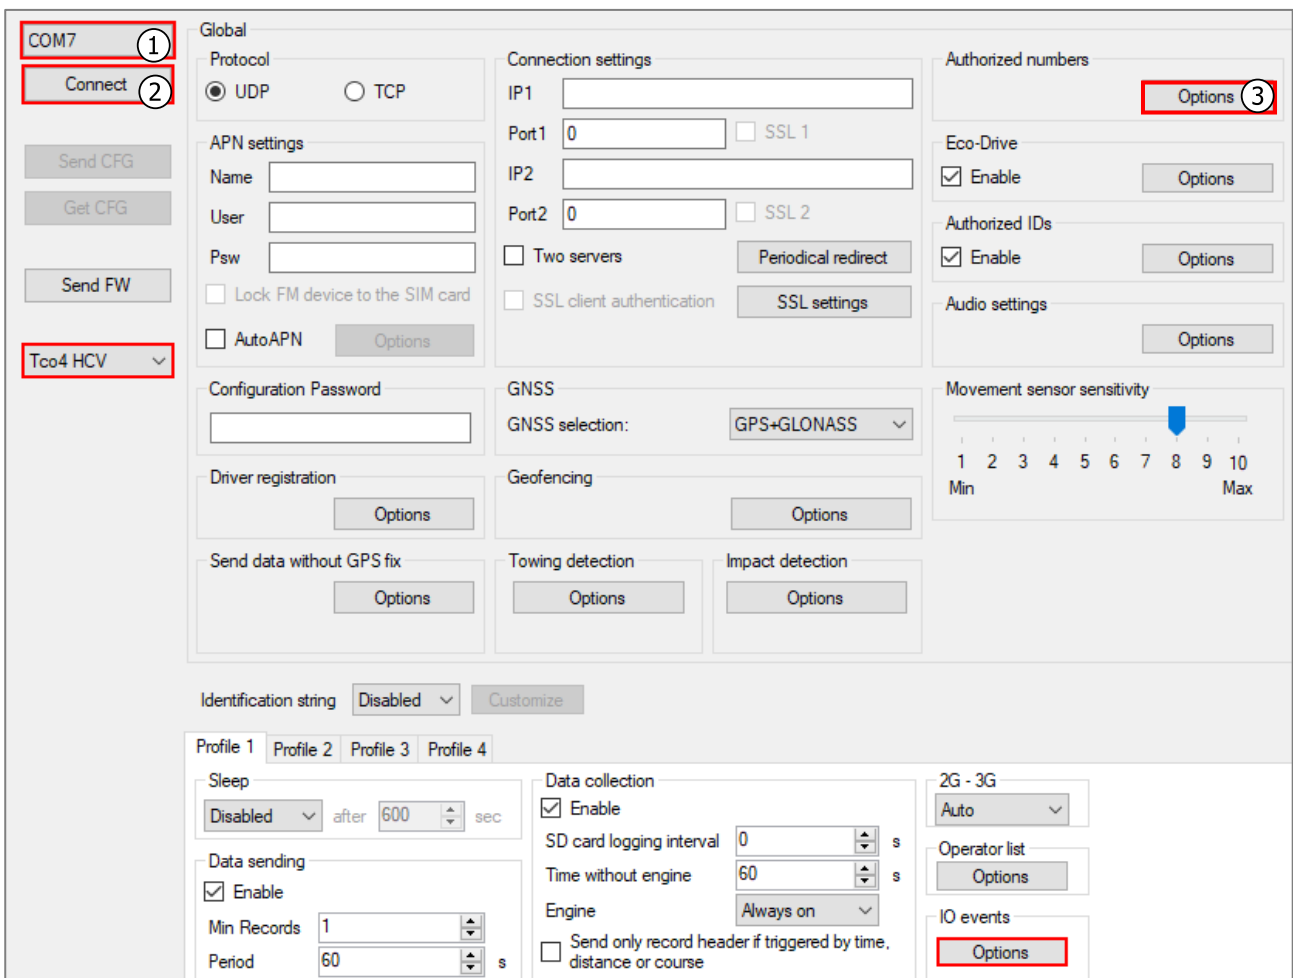 COM7
1
Connect
2
Send CFG
Get CFG
Send FW
Tco4 HCV
Global
Protocol
UDP
TCP
APN settings
Name
User
Psw
Lock FM device to the SIM card
AutoAPN
Options
Configuration Password
Driver registration
Options
Send data without GPS fix
Options
Connection settings
IP1
Port1
0
SSL 1
IP2
Port2
0
SSL 2
Two servers
Periodical redirect
SSL client authentication
SSL settings
GNSS
GNSS selection:
GPS+GLONASS
Geofencing
Options
Towing detection
Options
Impact detection
Options
Authorized numbers
Options
3
Eco-Drive
Enable
Options
Authorized IDs
Enable
Options
Audio settings
Options
Movement sensor sensitivity
1 2 3 4 5 6 7 8 9 10
Min
Max
Identification string
Disabled
Customize
Profile 1
Profile 2
Profile 3
Profile 4
Sleep
Disabled
after
600
sec
Data sending
Enable
Min Records
1
Period
60
s
Data collection
Enable
SD card logging interval
0
s
Time without engine
60
s
Engine
Always on
Send only record header if triggered by time,
distance or course
2G - 3G
Auto
Operator list
Options
IO events
Options